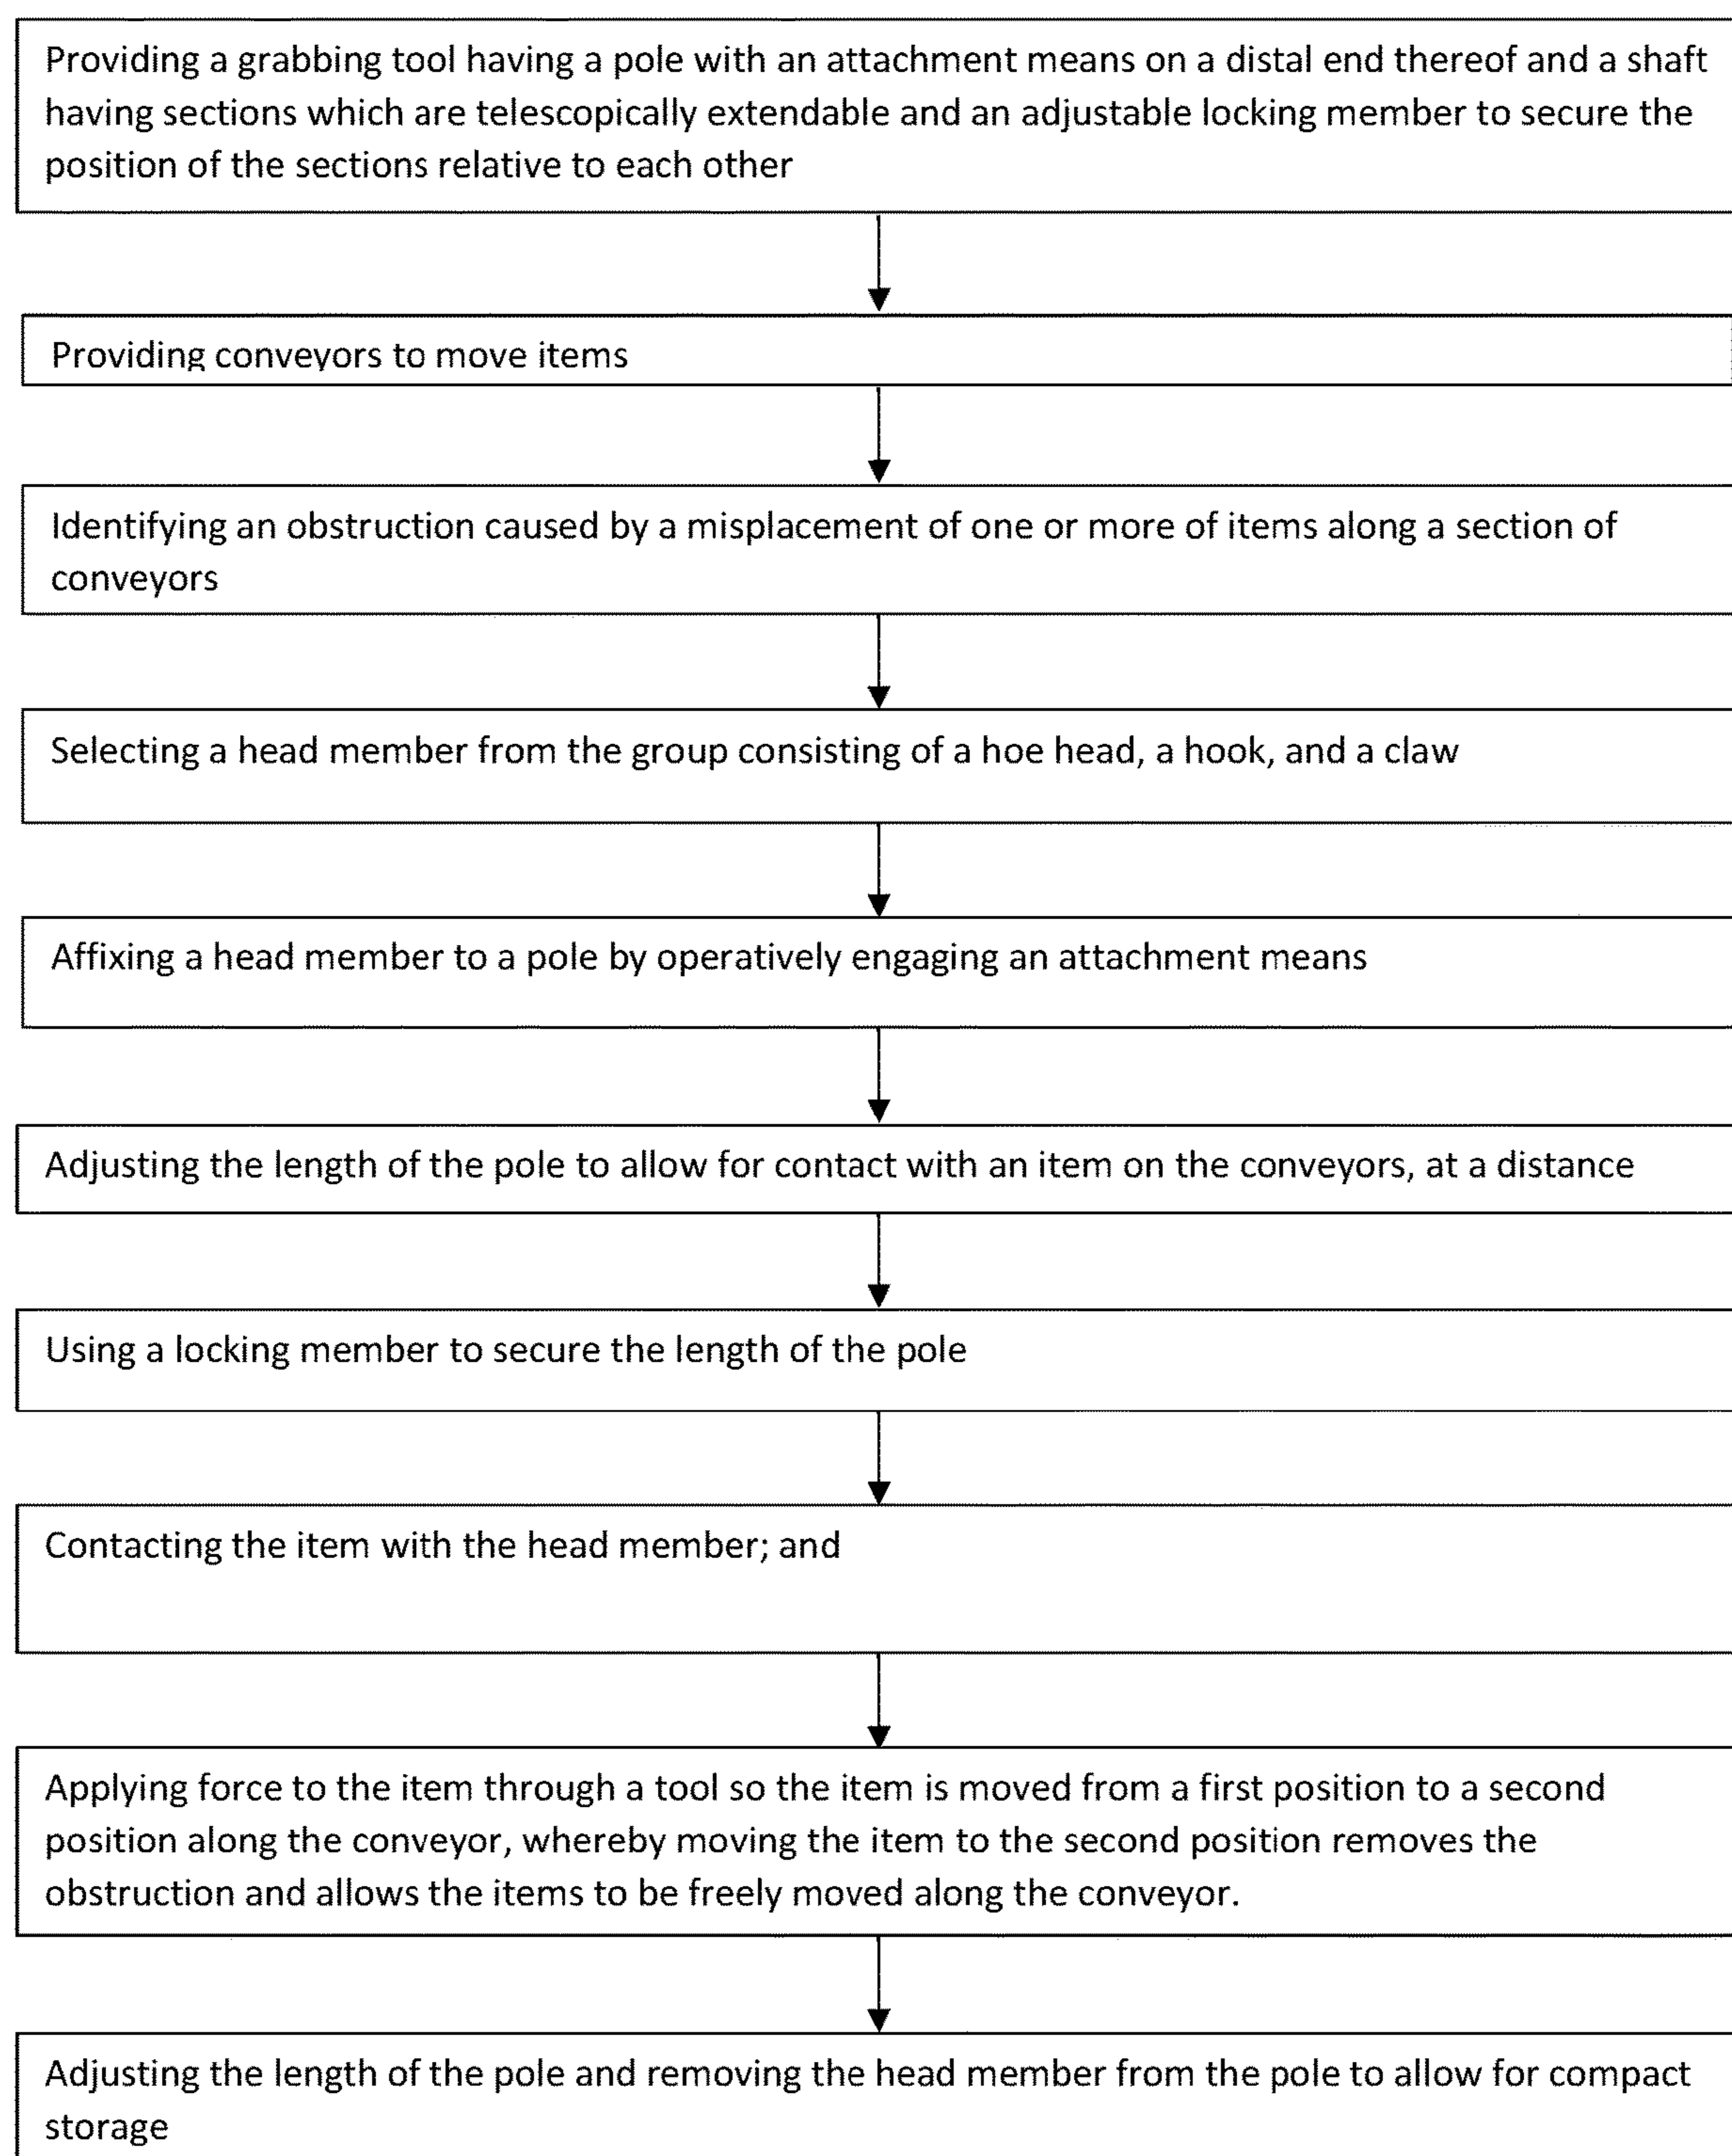 Providing a grabbing tool having a pole with an attachment means on a distal end thereof and a shaft
having sections which are telescopically extendable and an adjustable locking member to secure the
position of the sections relative to each other
Providing conveyors to move items
Identifying an obstruction caused by a misplacement of one or more of items along a section of
conveyors
Selecting a head member from the group consisting of a hoe head, a hook, and a claw
Affixing a head member to a pole by operatively engaging an attachment means
Adjusting the length of the pole to allow for contact with an item on the conveyors, at a distance
Using a locking member to secure the length of the pole
Contacting the item with the head member; and
Applying force to the item through a tool so the item is moved from a first position to a second
position along the conveyor, whereby moving the item to the second position removes the
obstruction and allows the items to be freely moved along the conveyor.
Adjusting the length of the pole and removing the head member from the pole to allow for compact
storage